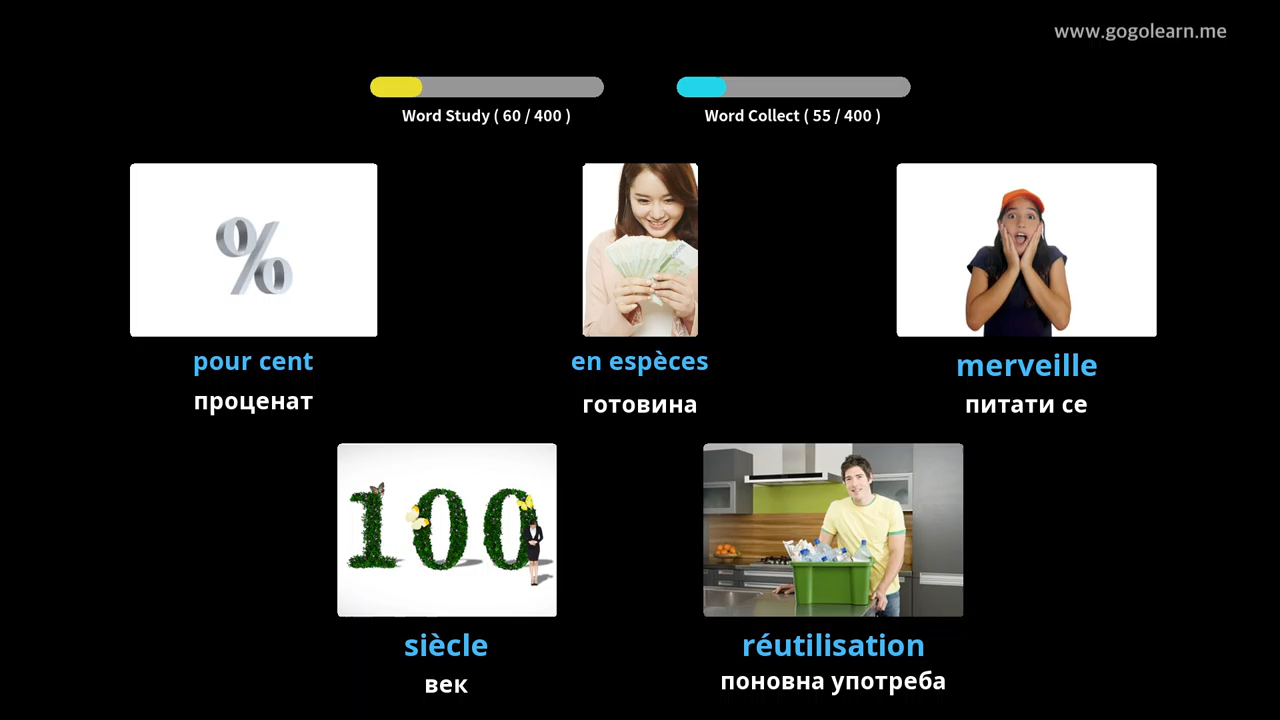 www.gogolearn.me
Word Study ( 60 / 400 )
Word Collect ( 55 / 400 )
pour cent
проценат
en espèces
готовина
merveille
питати се
100
siècle
век
réutilisation
поновна употреба